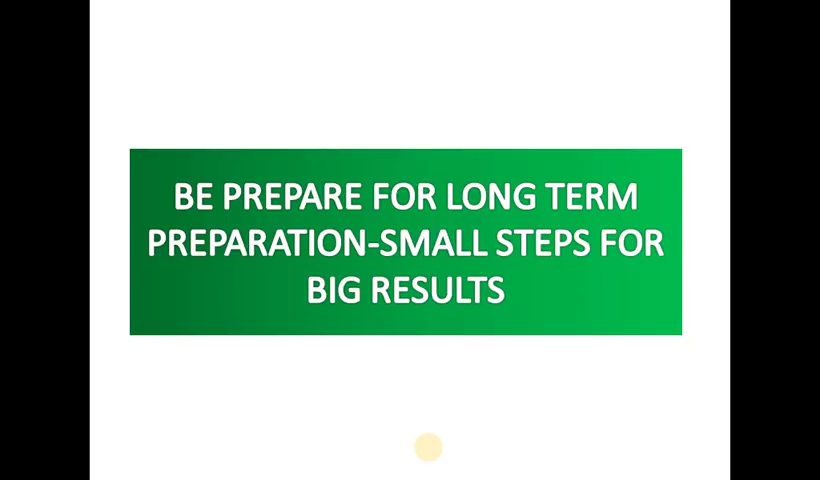 BE PREPARE FOR LONG TERM
PREPARATION-SMALL STEPS FOR
BIG RESULTS